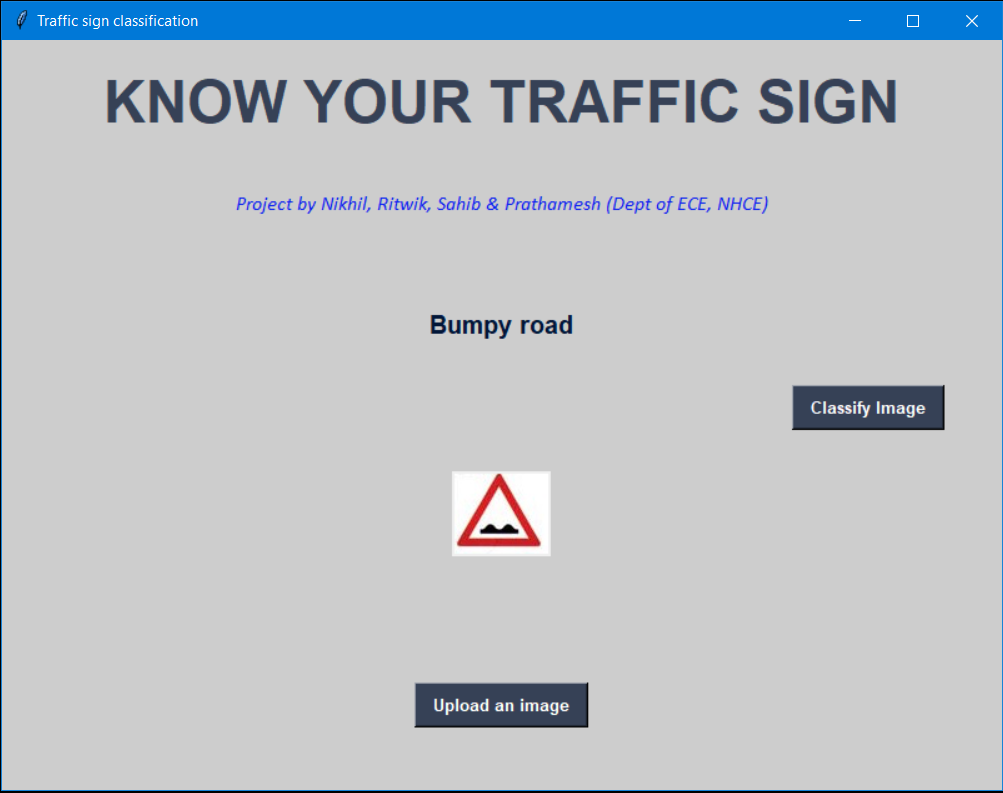 Traffic sign classification
KNOW YOUR TRAFFIC SIGN
Project by Nikhil, Ritwik, Sahib & Prathamesh (Dept of ECE, NHCE)
Bumpy road
Classify Image
Upload an image